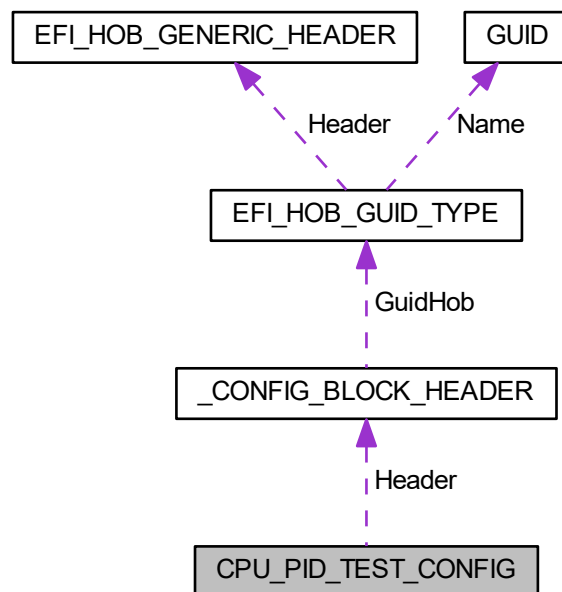 EFI_HOB_GENERIC_HEADER
GUID
Header
Name
EFI_HOB_GUID_TYPE
GuidHob
_CONFIG_BLOCK_HEADER
Header
CPU_PID_TEST_CONFIG